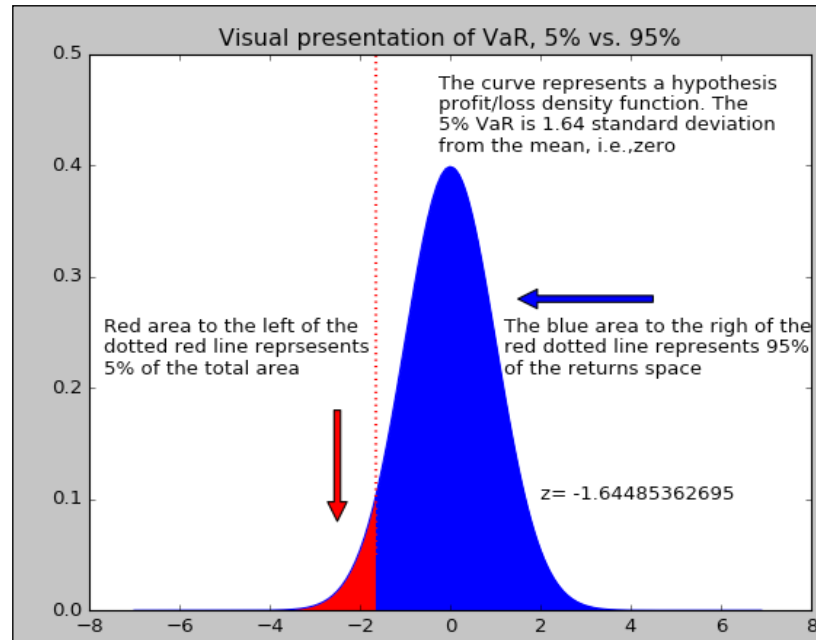 Visual presentation of VaR, 5% vs. 95%
0.5
0.4
0.3
0.2
0.1
0.0
The curve represents a hypothesis
profit/loss density function. The
5% VaR is 1.64 standard deviation
from the mean, i.e.,zero
Red area to the left of the
dotted red line reprsesents
5% of the total area
The blue area to the righ of the
red dotted line represents 95%
of the returns space
z= -1.64485362695
−8 −6 −4 −2 0 2 4 6 8